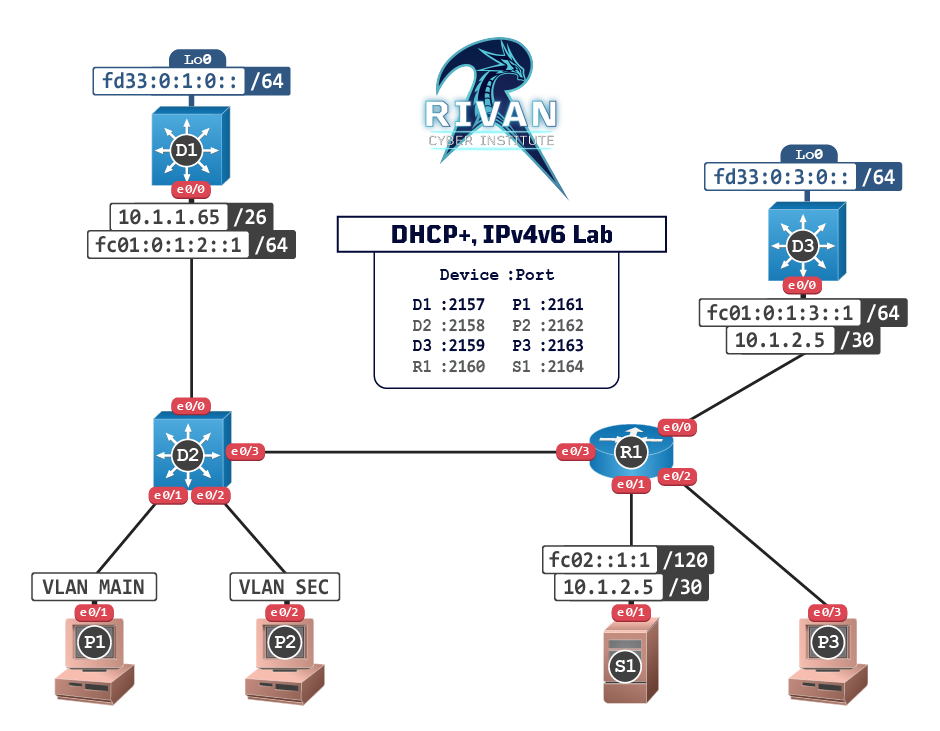 Lo0
fd33:0:1:0:: /64
D1
e0/0
10.1.1.65 /26
fc01:0:1:2::1 /64
RIVAN
CYBER INSTITUTE
DHCP+, IPv4v6 Lab
Device :Port
D1 :2157 P1 :2161
D2 :2158 P2 :2162
D3 :2159 P3 :2163
R1 :2160 S1 :2164
Lo0
fd33:0:3:0:: /64
D3
e0/0
fc01:0:1:3::1 /64
10.1.2.5 /30
e0/0
D2
e0/3
e0/1
e0/2
e0/0
e0/3
R1
e0/1
e0/2
VLAN MAIN
e0/1
P1
VLAN SEC
e0/2
P2
fc02::1:1 /120
10.1.2.5 /30
e0/1
S1
e0/3
P3